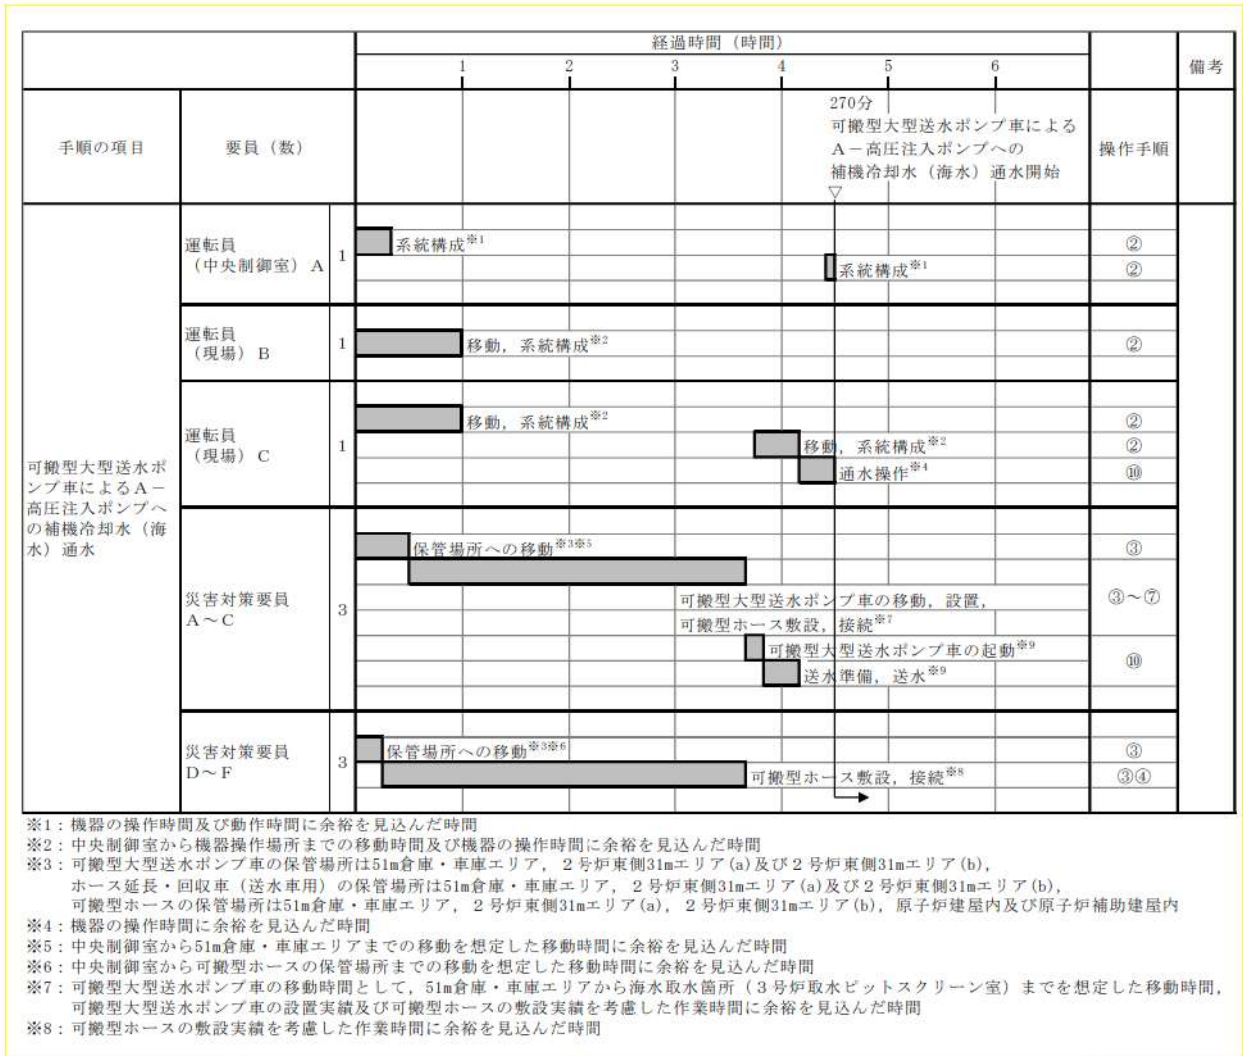 経過時間（時間）
備考
1
2
3
4
5
6
手順の項目
要員（数）
270分
可搬型大型送水ポンプ車による
A－高圧注入ポンプへの
補機冷却水（海水）通水開始
▽
操作手順
可搬型大型送水ポ
ンプ車によるA－
高圧注入ポンプへ
の補機冷却水（海
水）通水
運転員
（中央制御室）A
1
系統構成※1
②
系統構成※1
②
運転員
（現場）B
1
移動，系統構成※2
②
運転員
（現場）C
1
移動，系統構成※2
②
移動，系統構成※2
②
通水操作※4
⑩
災害対策要員
A～C
3
保管場所への移動※3※5
③
可搬型大型送水ポンプ車の移動，設置，
可搬型ホース敷設，接続※7
③～⑦
可搬型大型送水ポンプ車の起動※9
送水準備，送水※9
⑩
災害対策要員
D～F
3
保管場所への移動※3※6
③
可搬型ホース敷設，接続※8
③④
※1：機器の操作時間及び動作時間に余裕を見込んだ時間
※2：中央制御室から機器操作場所までの移動時間及び機器の操作時間に余裕を見込んだ時間
※3：可搬型大型送水ポンプ車の保管場所は51m倉庫・車庫エリア，2号炉東側31mエリア(a)及び2号炉東側31mエリア(b)，
ホース延長・回収車（送水車用）の保管場所は51m倉庫・車庫エリア，2号炉東側31mエリア(a)及び2号炉東側31mエリア(b)，
可搬型ホースの保管場所は51m倉庫・車庫エリア，2号炉東側31mエリア(a)，2号炉東側31mエリア(b)，原子炉建屋内及び原子炉補助建屋内
※4：機器の操作時間に余裕を見込んだ時間
※5：中央制御室から51m倉庫・車庫エリアまでの移動を想定した移動時間に余裕を見込んだ時間
※6：中央制御室から可搬型ホースの保管場所までの移動を想定した移動時間に余裕を見込んだ時間
※7：可搬型大型送水ポンプ車の移動時間として，51m倉庫・車庫エリアから海水取水箇所（3号炉取水ピットスクリーン室）までを想定した移動時間，
可搬型大型送水ポンプ車の設置実績及び可搬型ホースの敷設実績を考慮した作業時間に余裕を見込んだ時間
※8：可搬型ホースの敷設実績を考慮した作業時間に余裕を見込んだ時間